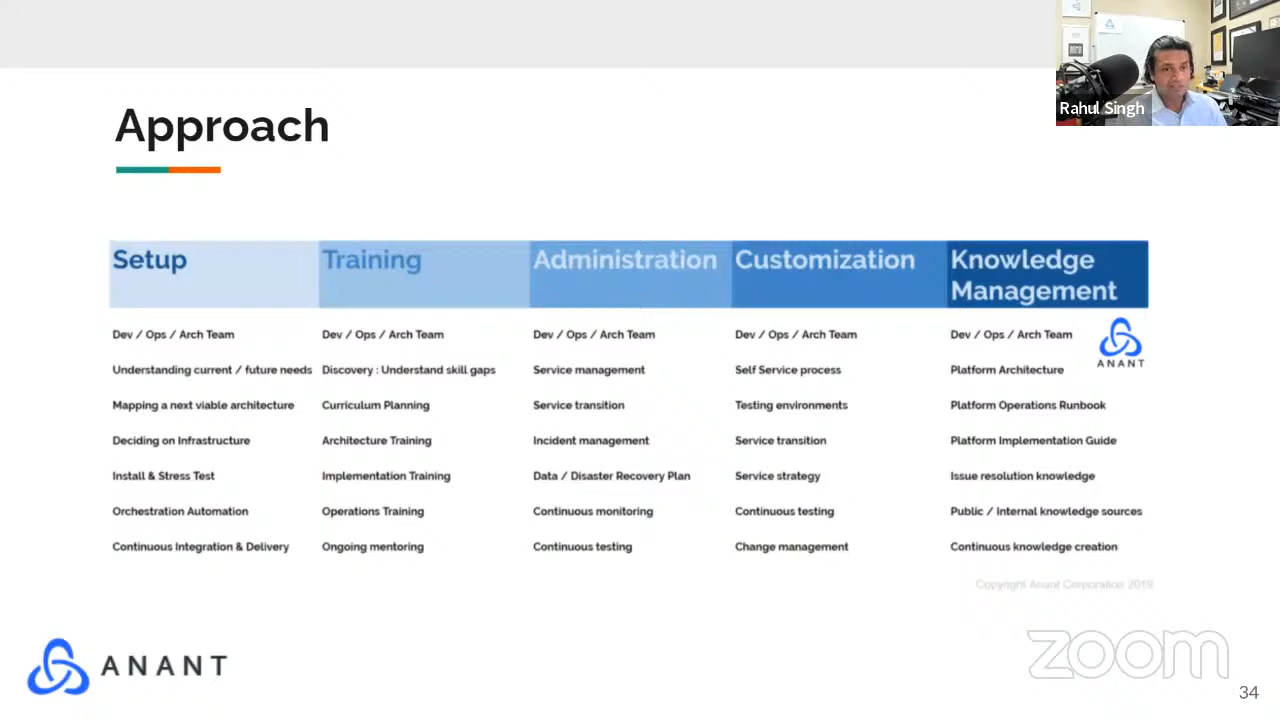 Rahul Singh
Approach
Setup
Training
Administration
Customization
Knowledge
Management
Dev / Ops / Arch Team
Dev / Ops / Arch Team
Dev / Ops / Arch Team
Dev / Ops / Arch Team
Dev / Ops / Arch Team
ANANT
Understanding current / future needs
Discovery : Understand skill gaps
Service management
Self Service process
Platform Architecture
Mapping a next viable architecture
Curriculum Planning
Service transition
Testing environments
Platform Operations Runbook
Deciding on Infrastructure
Architecture Training
Incident management
Service transition
Platform Implementation Guide
Install & Stress Test
Implementation Training
Data / Disaster Recovery Plan
Service strategy
Issue resolution knowledge
Orchestration Automation
Operations Training
Continuous monitoring
Continuous testing
Public / Internal knowledge sources
Continuous Integration & Delivery
Ongoing mentoring
Continuous testing
Change management
Continuous knowledge creation
Copyright Anant Corporation 2019
ANANT
zoom
34